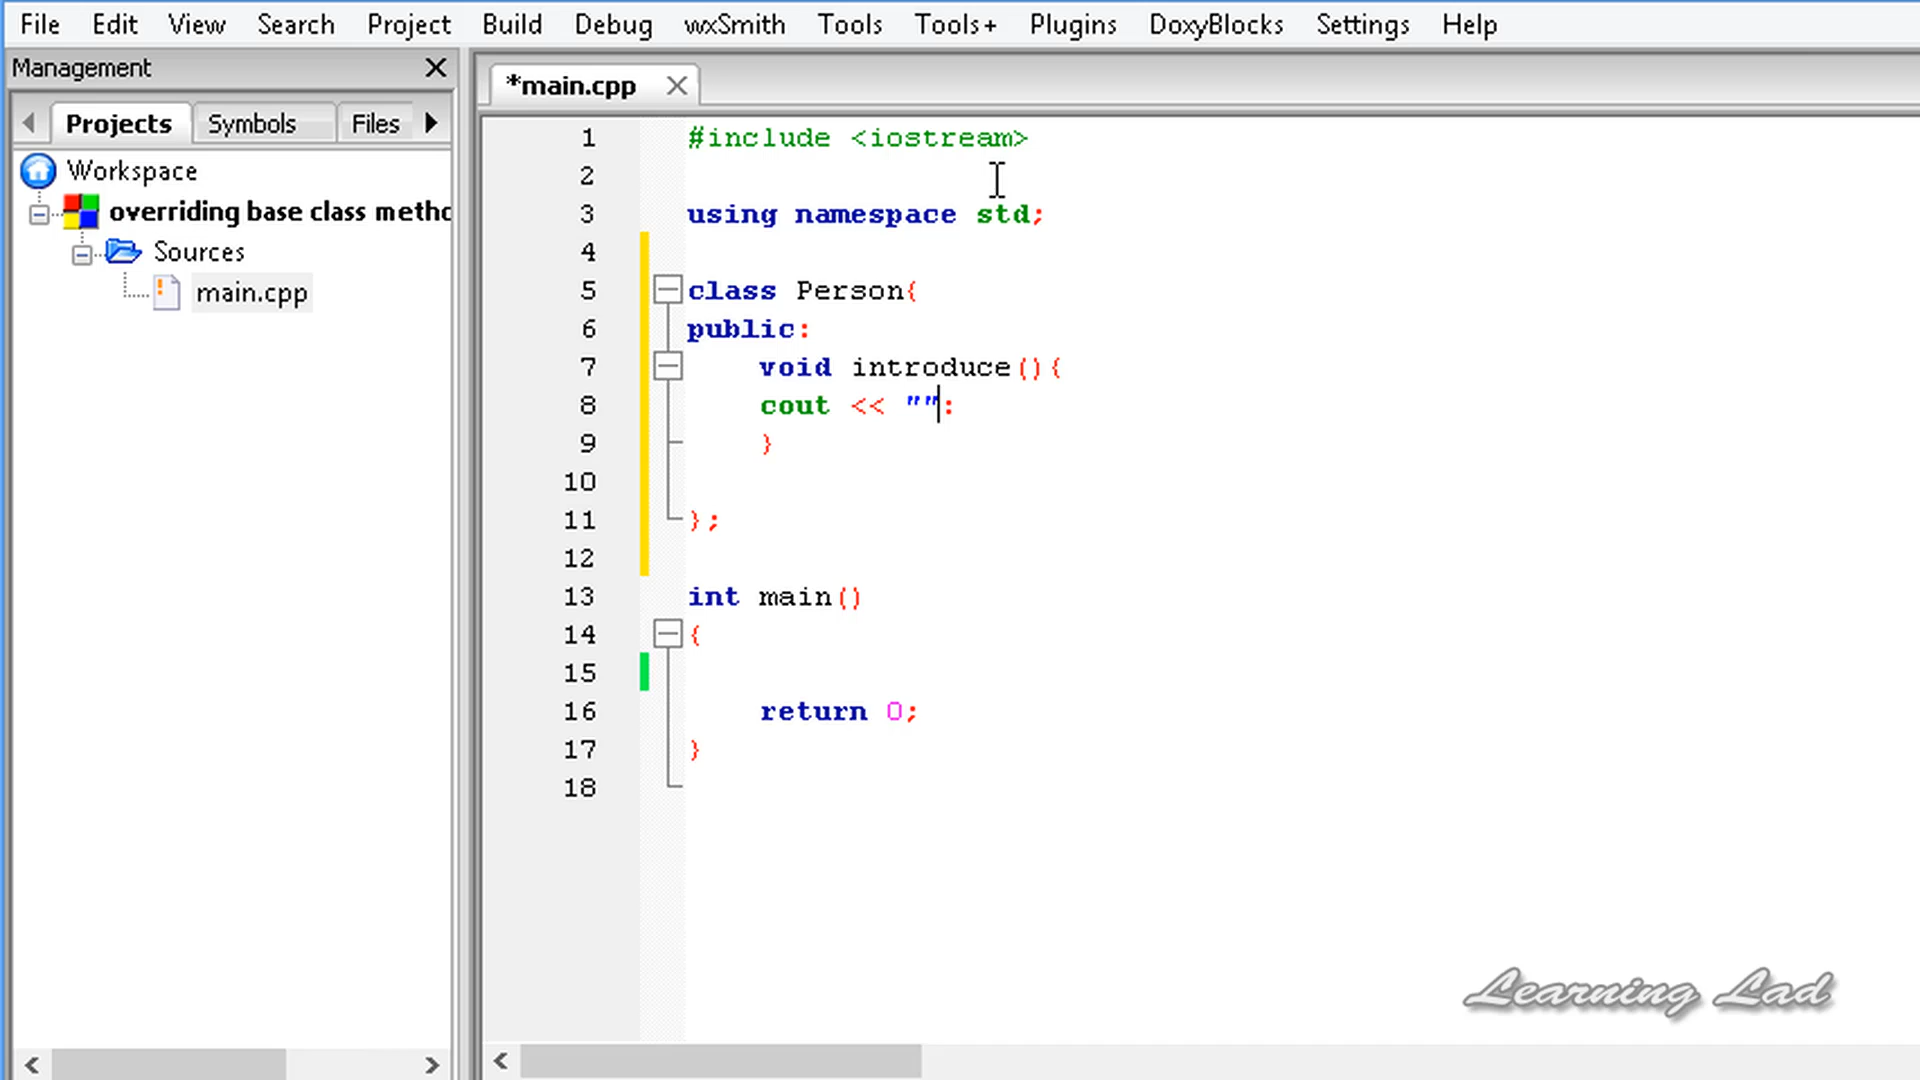 File Edit View Search Project Build Debug wxSmith Tools Tools+ Plugins DoxyBlocks Settings Help
Management
*main.cpp
Projects Symbols Files
Workspace
overriding base class metho
Sources
main.cpp
1 #include <iostream>
2
3 using namespace std;
4
5 class Person{
6 public:
7 void introduce(){
8 cout << "":
9 }
10
11 };
12
13 int main()
14 {
15
16 return 0;
17 }
18
Learning Lad